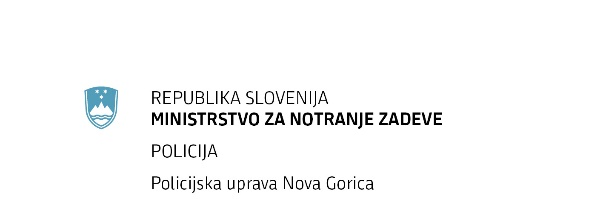 REPUBLIKA SLOVENIJA
MINISTRSTVO ZA NOTRANJE ZADEVE
POLICIJA
Policijska uprava Nova Gorica